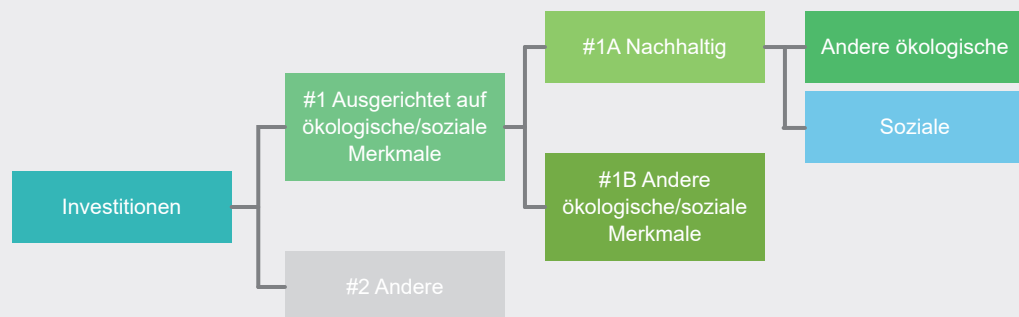 Investitionen
#1 Ausgerichtet auf
ökologische/soziale
Merkmale
#2 Andere
#1A Nachhaltig
#1B Andere
ökologische/soziale
Merkmale
Andere ökologische
Soziale